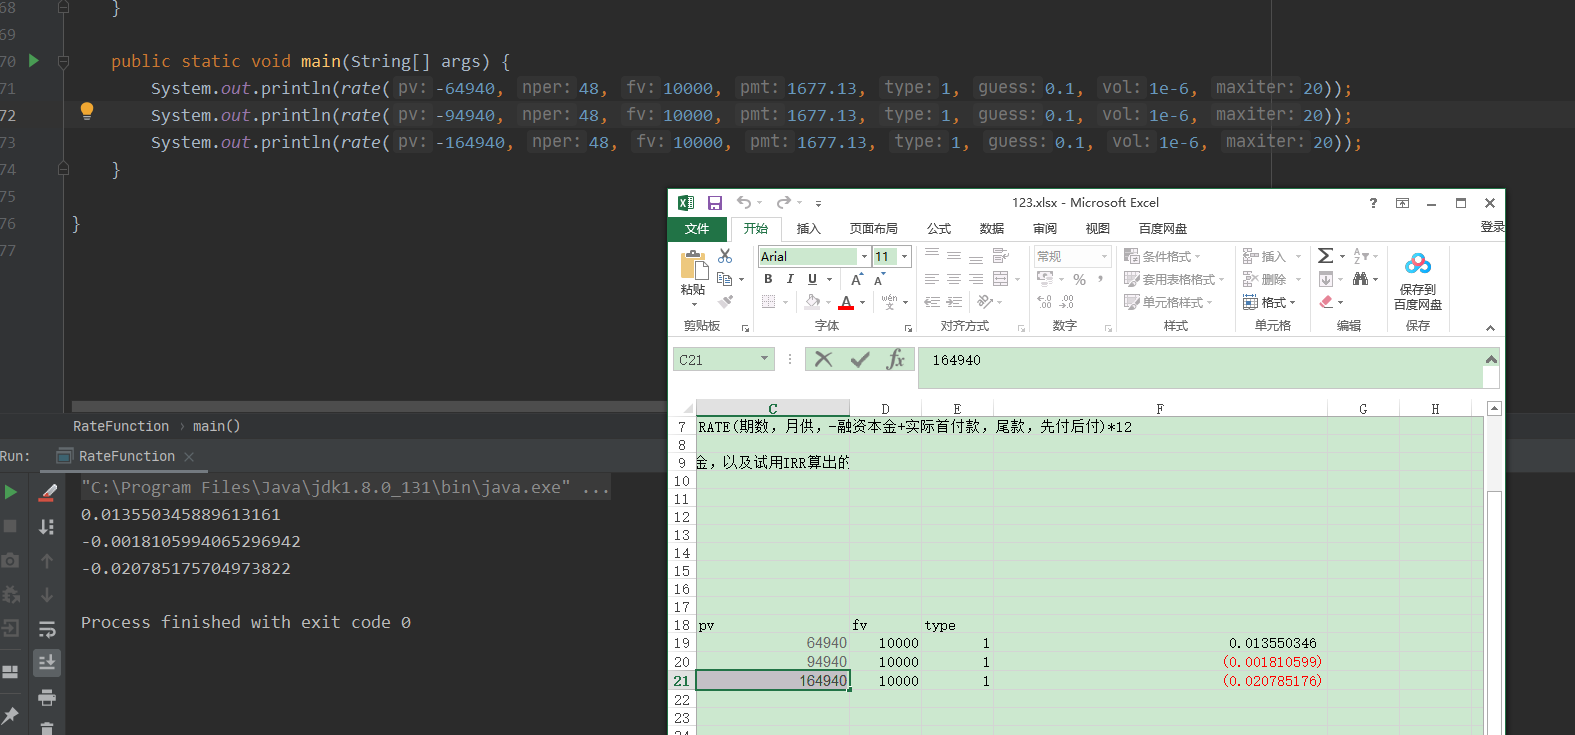 68 }
69
70 public static void main(String[] args) {
71 System.out.println(rate( pv: -64940, nper: 48, fv: 10000, pmt: 1677.13, type: 1, guess: 0.1, vol: 1e-6, maxiter: 20));
72 System.out.println(rate( pv: -94940, nper: 48, fv: 10000, pmt: 1677.13, type: 1, guess: 0.1, vol: 1e-6, maxiter: 20));
73 System.out.println(rate( pv: -164940, nper: 48, fv: 10000, pmt: 1677.13, type: 1, guess: 0.1, vol: 1e-6, maxiter: 20));
74 }
75
76 }
77
RateFunction › main()
Run: RateFunction ×
"C:\Program Files\Java\jdk1.8.0_131\bin\java.exe" ...
0.013550345889613161
-0.0018105994065296942
-0.020785175704973822
Process finished with exit code 0
123.xlsx - Microsoft Excel
文件 开始 插入 页面布局 公式 数据 审阅 视图 百度网盘 登录
粘贴
剪贴板
Arial 11
B I U A A
A wén 文
字体
对齐方式
常规
% ,
数字
条件格式
套用表格格式
单元格样式
样式
插入
删除
格式
单元格
Σ
编辑
保存到
百度网盘
保存
C21 fx 164940
C D E F G H
7 RATE(期数，月供，-融资本金+实际首付款，尾款，先付后付)*12
8
9 金，以及试用IRR算出的
10
11
12
13
14
15
16
17
18 pv fv type
19 64940 10000 1 0.013550346
20 94940 10000 1 (0.001810599)
21 164940 10000 1 (0.020785176)
22
23
24